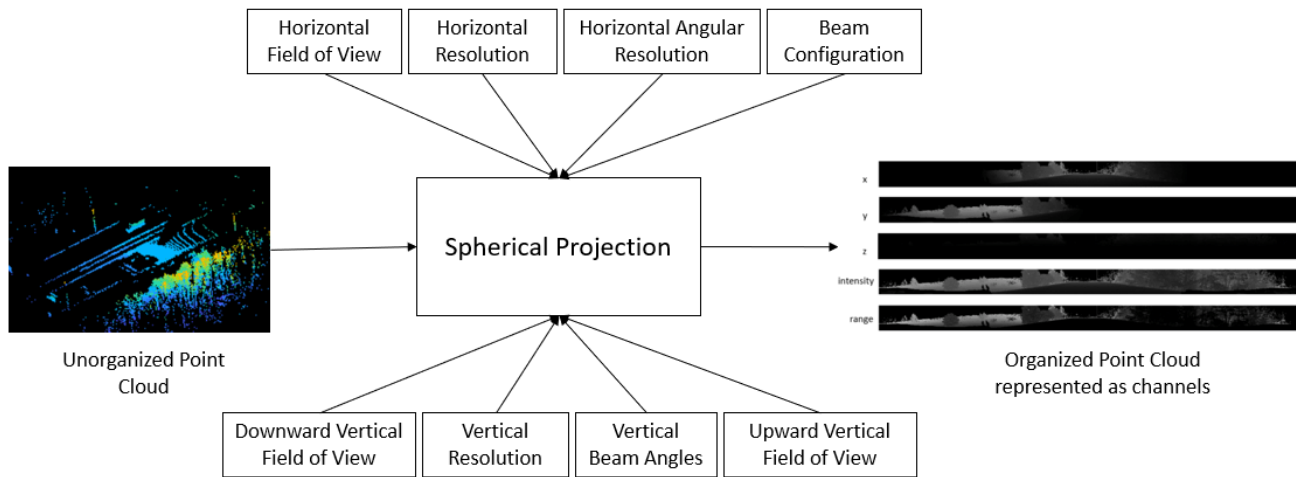 Horizontal
Field of View
Horizontal
Resolution
Horizontal Angular
Resolution
Beam
Configuration
Spherical Projection
Unorganized Point
Cloud
x
y
z
intensity
range
Organized Point Cloud
represented as channels
Downward Vertical
Field of View
Vertical
Resolution
Vertical
Beam Angles
Upward Vertical
Field of View